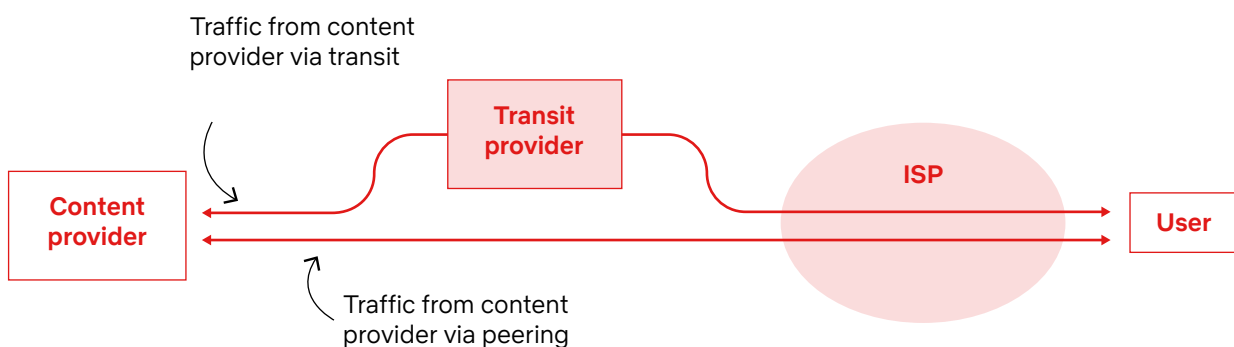 Traffic from content
provider via transit
Transit
provider
ISP
Content
provider
User
Traffic from content
provider via peering